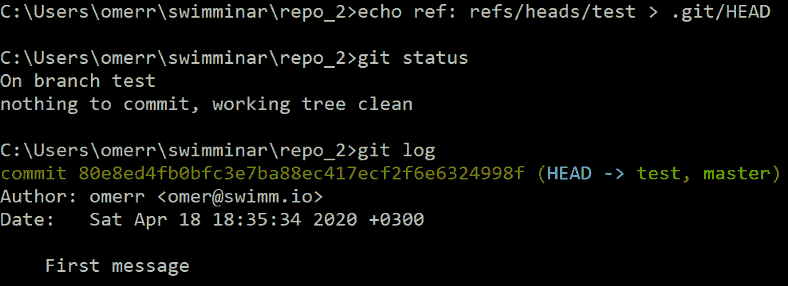 C:\Users\omerr\swimminar\repo_2>echo ref: refs/heads/test > .git/HEAD
C:\Users\omerr\swimminar\repo_2>git status
On branch test
nothing to commit, working tree clean
C:\Users\omerr\swimminar\repo_2>git log
commit 80e8ed4fb0bfc3e7ba88ec417ecf2f6e6324998f (HEAD -> test, master)
Author: omerr <omer@swimm.io>
Date:   Sat Apr 18 18:35:34 2020 +0300
    First message